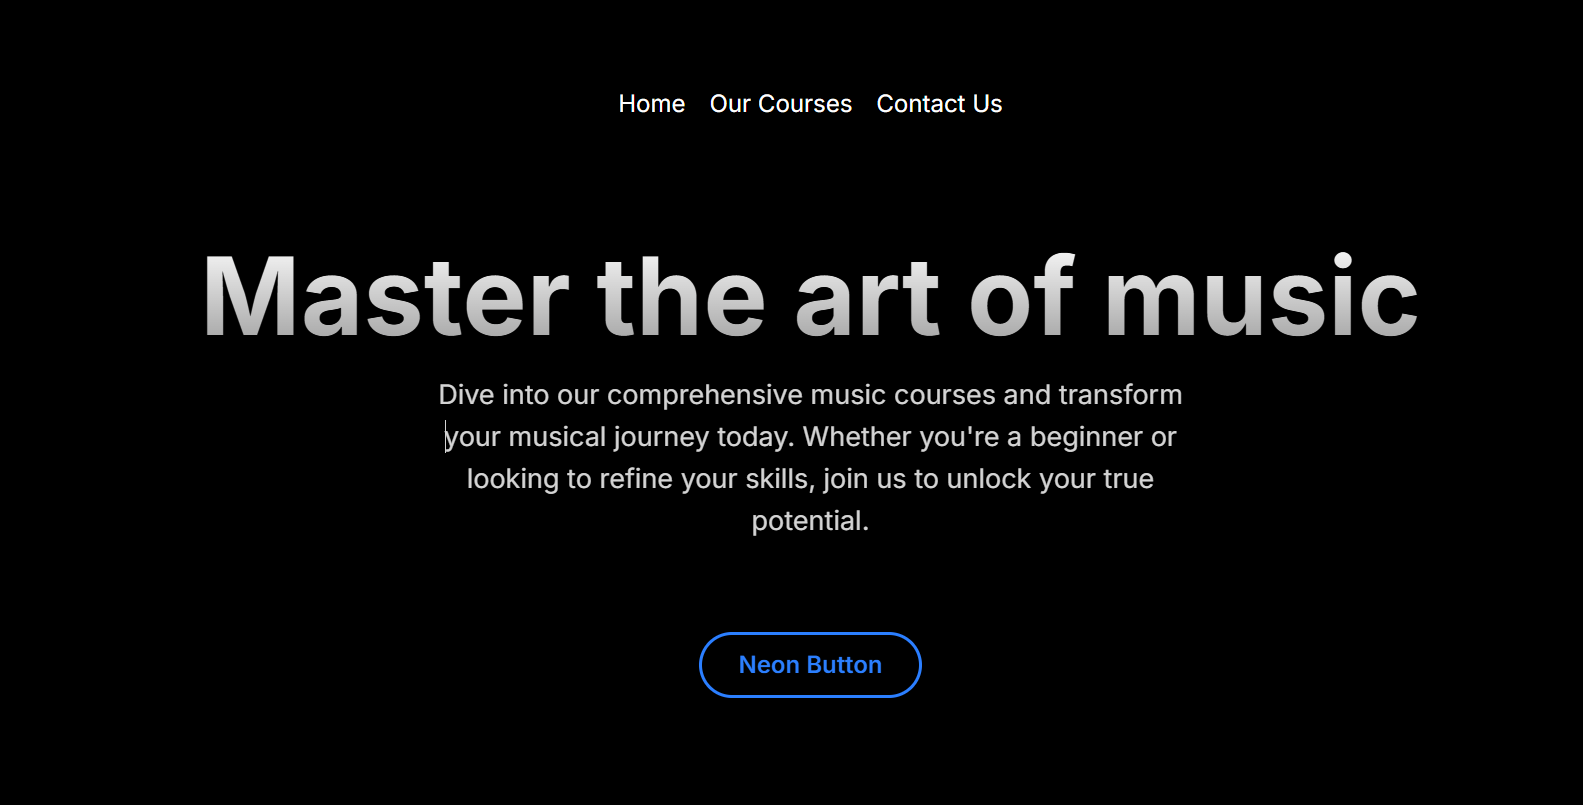 Home Our Courses Contact Us
Master the art of music
Dive into our comprehensive music courses and transform
your musical journey today. Whether you're a beginner or
looking to refine your skills, join us to unlock your true
potential.
Neon Button